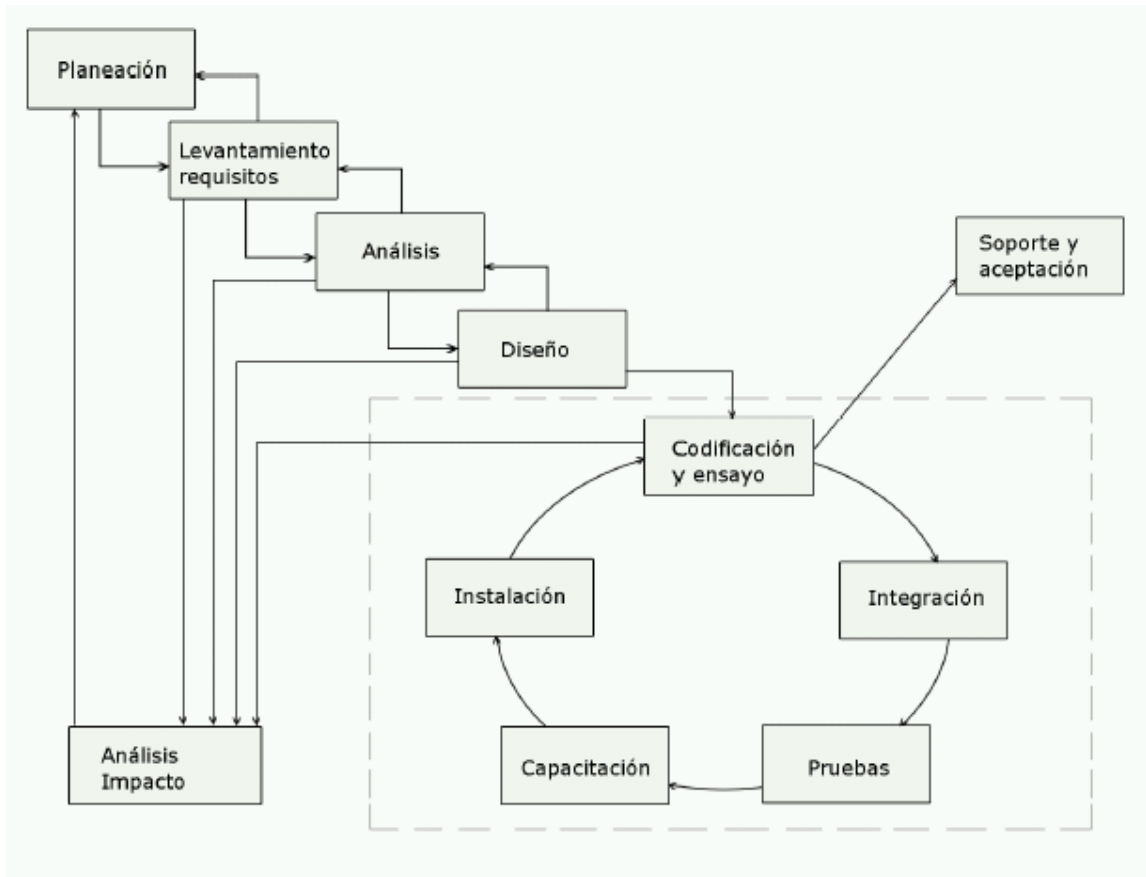 Planeación
Levantamiento
requisitos
Análisis
Soporte y
aceptación
Diseño
Codificación
y ensayo
Instalación
Integración
Análisis
Impacto
Capacitación
Pruebas